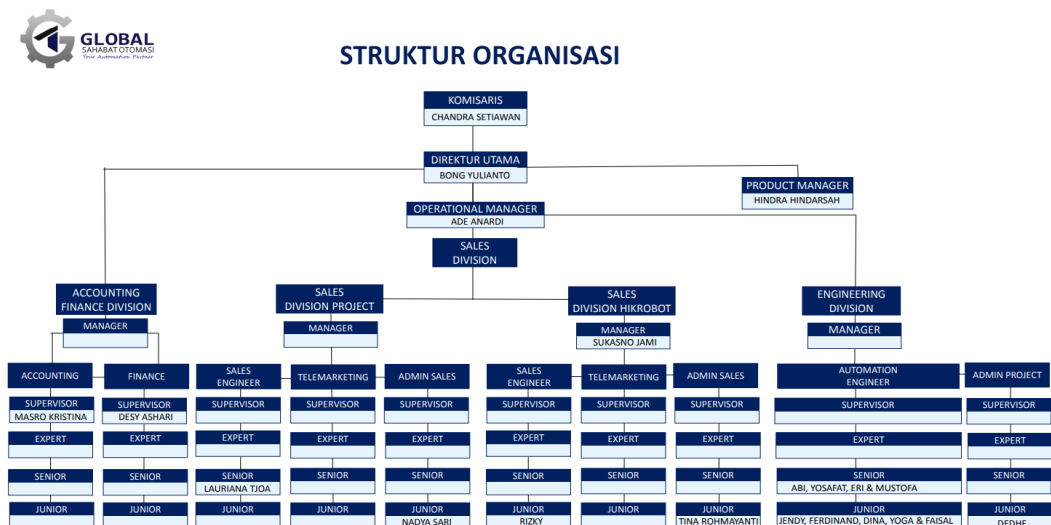 GLOBAL
SAHABAT OTOMASI
Your Automation Partner
STRUKTUR ORGANISASI
KOMISARIS
CHANDRA SETIAWAN
DIREKTUR UTAMA
BONG YULIANTO
PRODUCT MANAGER
HINDRA HINDARSAH
OPERATIONAL MANAGER
ADE ANARDI
SALES
DIVISION
ACCOUNTING
FINANCE DIVISION
MANAGER
SALES
DIVISION PROJECT
MANAGER
SALES
DIVISION HIKROBOT
MANAGER
SUKASNO JAMI
ENGINEERING
DIVISION
MANAGER
ACCOUNTING
SUPERVISOR
MASRO KRISTINA
EXPERT
SENIOR
JUNIOR
FINANCE
SUPERVISOR
DESY ASHARI
EXPERT
SENIOR
JUNIOR
SALES
ENGINEER
SUPERVISOR
EXPERT
SENIOR
LAURIANA TJOA
JUNIOR
TELEMARKETING
SUPERVISOR
EXPERT
SENIOR
JUNIOR
ADMIN SALES
SUPERVISOR
EXPERT
SENIOR
JUNIOR
NADYA SARI
SALES
ENGINEER
SUPERVISOR
EXPERT
SENIOR
JUNIOR
RIZKY
TELEMARKETING
SUPERVISOR
EXPERT
SENIOR
JUNIOR
ADMIN SALES
SUPERVISOR
EXPERT
SENIOR
JUNIOR
TINA ROHMAYANTI
AUTOMATION
ENGINEER
SUPERVISOR
EXPERT
SENIOR
ABI, YOSAFAT, ERI & MUSTOFA
JUNIOR
JENDY, FERDINAND, DINA, YOGA & FAISAL
ADMIN PROJECT
SUPERVISOR
EXPERT
SENIOR
JUNIOR
DEDHE